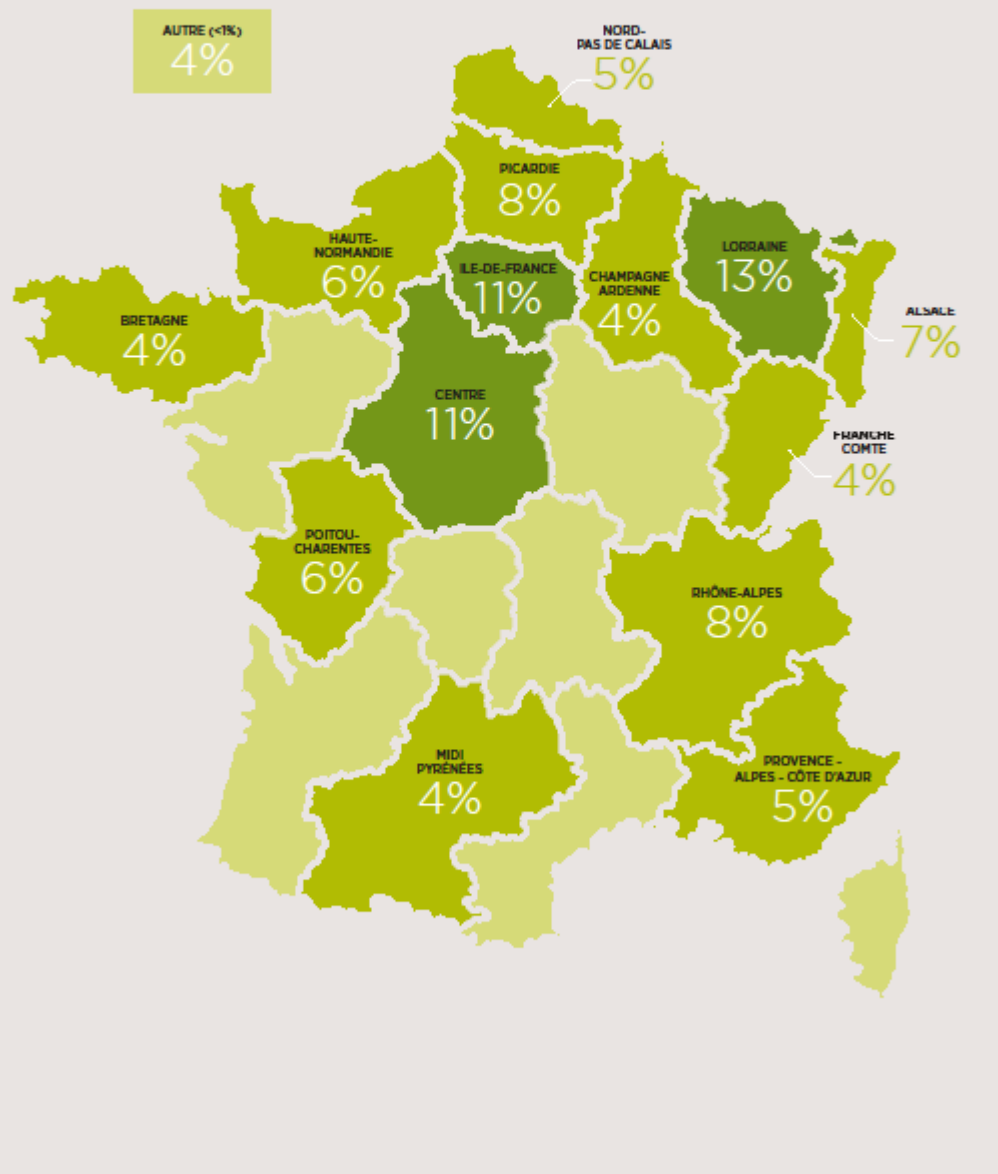 AUTRE (<1%)
4%
NORD-
PAS DE CALAIS
5%
PICARDIE
8%
HAUTE-
NORMANDIE
6%
ILE-DE-FRANCE
11%
CHAMPAGNE
ARDENNE
4%
LORRAINE
13%
ALSACE
7%
BRETAGNE
4%
CENTRE
11%
FRANCHE
COMTE
4%
POITOU-
CHARENTES
6%
RHÔNE-ALPES
8%
MIDI
PYRÉNÉES
4%
PROVENCE -
ALPES - CÔTE D'AZUR
5%